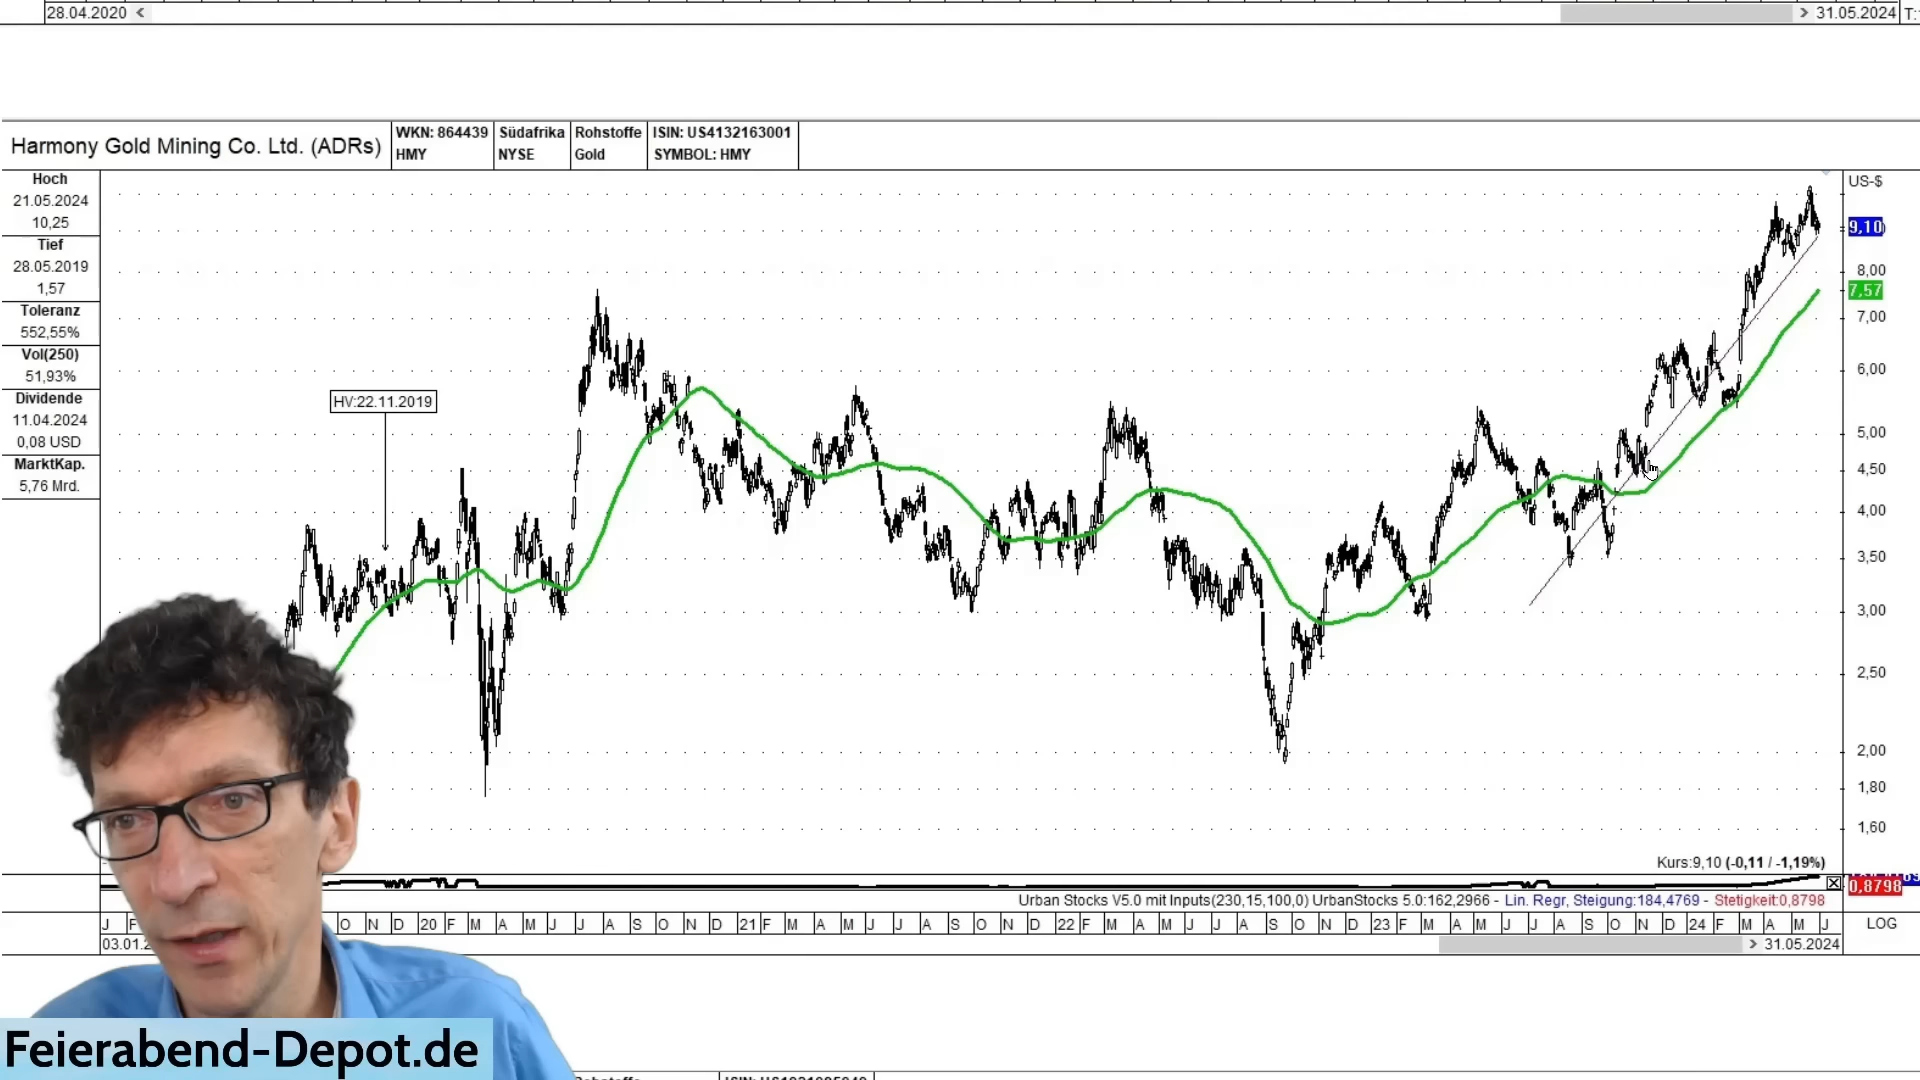 28.04.2020 <
> 31.05.2024 T:
Harmony Gold Mining Co. Ltd. (ADRs)
WKN: 864439
HMY
Südafrika
NYSE
Rohstoffe
Gold
ISIN: US4132163001
SYMBOL: HMY
Hoch
21.05.2024
10,25
Tief
28.05.2019
1,57
Toleranz
552,55%
Vol(250)
51,93%
Dividende
11.04.2024
0,08 USD
MarktKap.
5,76 Mrd.
HV:22.11.2019
US-$
9,10
8,00
7,57
7,00
6,00
5,00
4,50
4,00
3,50
3,00
2,50
2,00
1,80
1,60
Kurs:9,10 (-0,11 / -1,19%)
0,8798
Urban Stocks V5.0 mit Inputs(230,15,100,0) UrbanStocks 5.0:162,2966 - Lin. Regr, Steigung:184,4769 - Stetigkeit:0,8798
J F O N D 20 F M A M J J A S O N D 21 F M A M J J A S O N D 22 F M A M J J A S O N D 23 F M A M J J A S O N D 24 F M A M J
LOG
03.01.2
> 31.05.2024
Feierabend-Depot.de